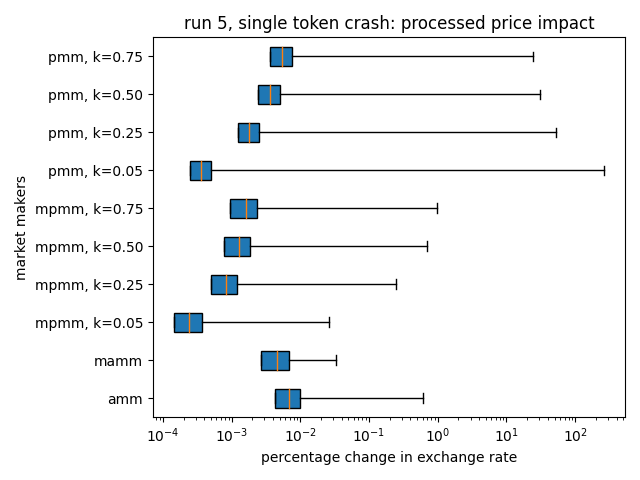 run 5, single token crash: processed price impact
market makers
pmm, k=0.75
pmm, k=0.50
pmm, k=0.25
pmm, k=0.05
mpmm, k=0.75
mpmm, k=0.50
mpmm, k=0.25
mpmm, k=0.05
mamm
amm
10⁻⁴ 10⁻³ 10⁻² 10⁻¹ 10⁰ 10¹ 10²
percentage change in exchange rate